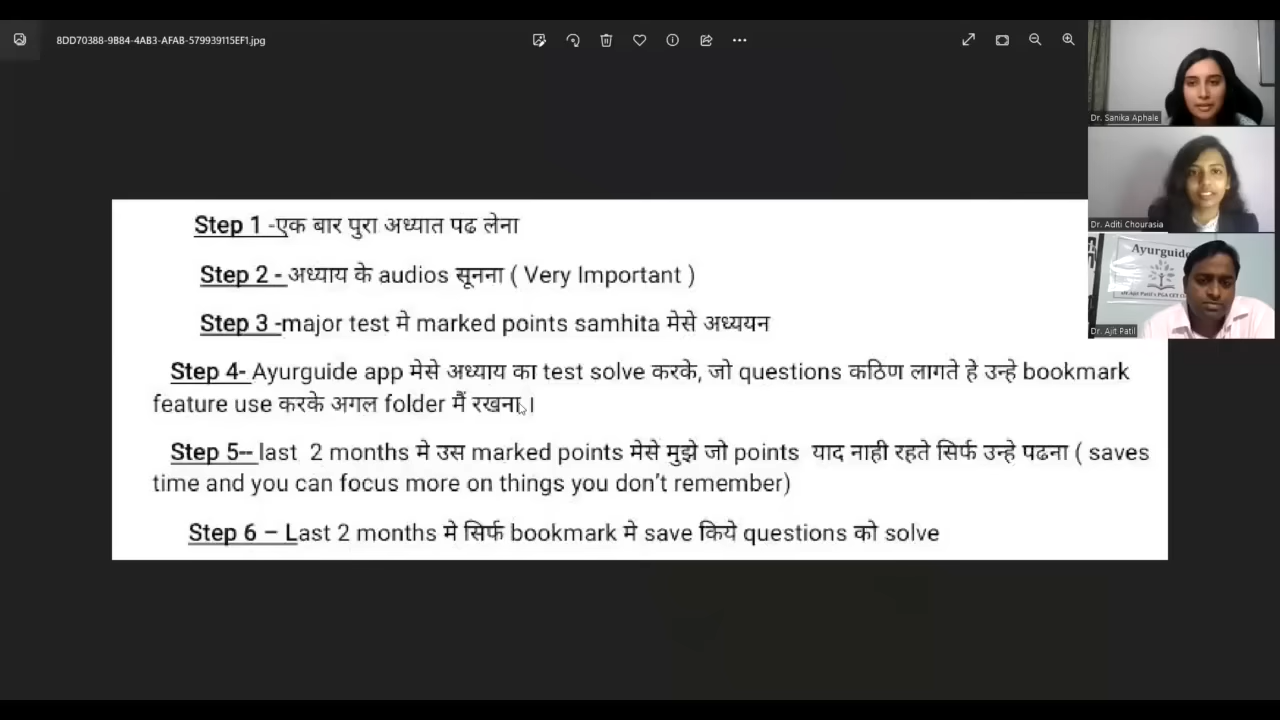 8DD70388-9B84-4AB3-AFAB-579939115EF1.jpg
Dr. Sanika Aphale
Dr. Aditi Chourasia
Ayurguide
Dr. Ajit Patil
Step 1 -एक बार पुरा अध्यात पढ लेना
Step 2 - अध्याय के audios सूनना ( Very Important )
Step 3 -major test मे marked points samhita मेसे अध्ययन
Step 4- Ayurguide app मेसे अध्याय का test solve करके, जो questions कठिण लागते हे उन्हे bookmark
feature use करके अगल folder मैं रखना ।
Step 5-- last 2 months मे उस marked points मेसे मुझे जो points याद नाही रहते सिर्फ उन्हे पढना ( saves
time and you can focus more on things you don't remember)
Step 6 – Last 2 months मे सिर्फ bookmark मे save किये questions को solve